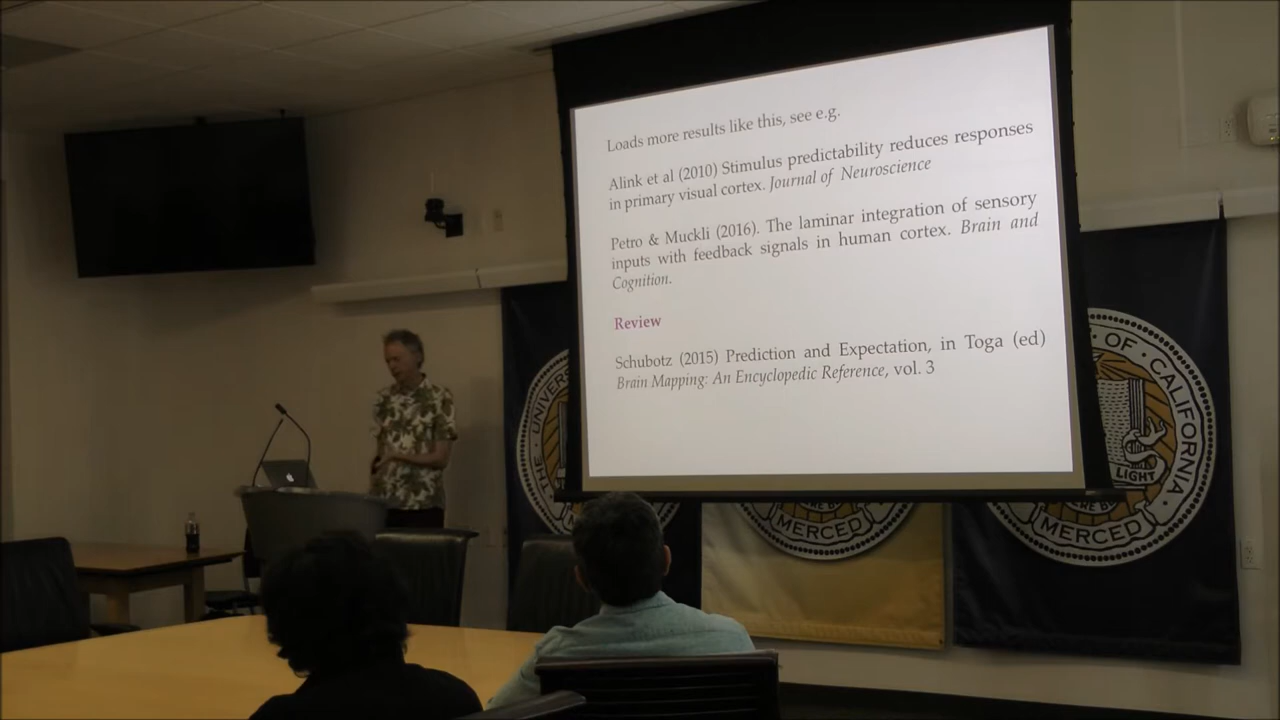 Loads more results like this, see e.g.
Alink et al (2010) Stimulus predictability reduces responses
in primary visual cortex. Journal of Neuroscience
Petro & Muckli (2016). The laminar integration of sensory
inputs with feedback signals in human cortex. Brain and
Cognition.
Review
Schubotz (2015) Prediction and Expectation, in Toga (ed)
Brain Mapping: An Encyclopedic Reference, vol. 3
THE UNIVERS
MERCED
OF CALIFORNIA
LIGHT
MERCED